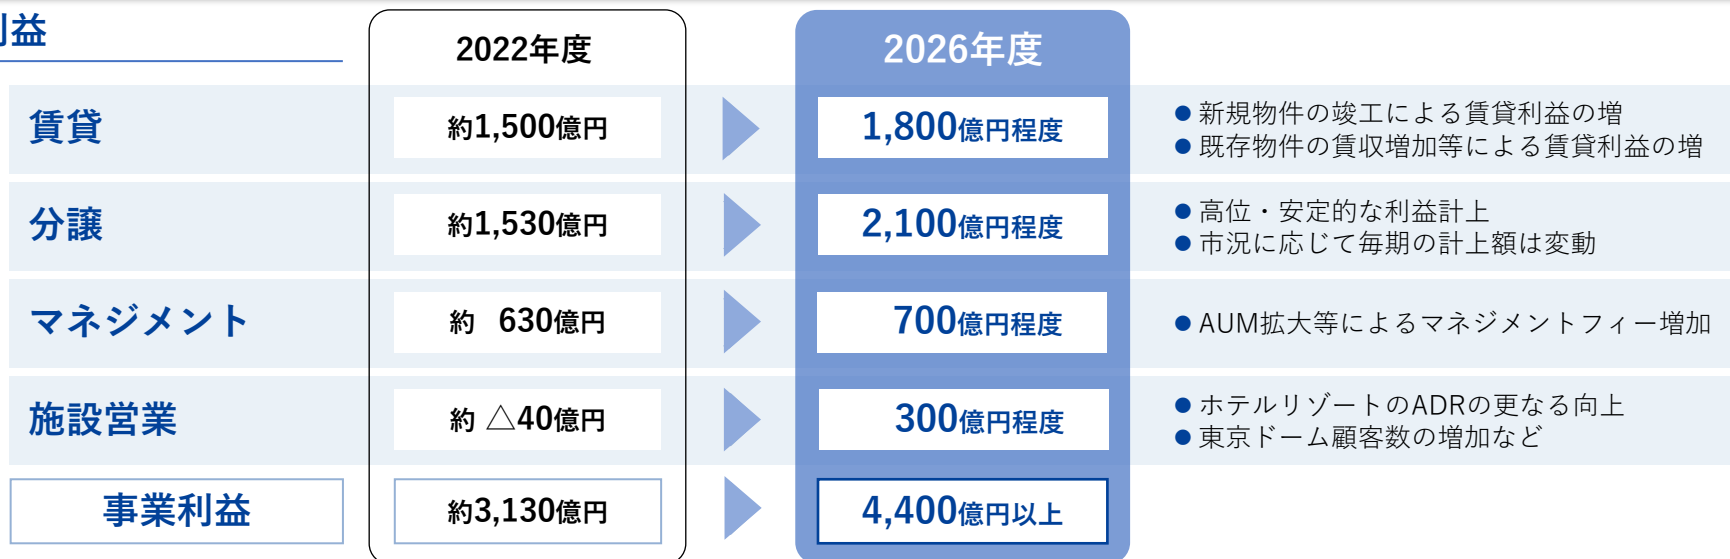 利益
2022年度
2026年度
賃貸
約1,500億円
1,800億円程度
● 新規物件の竣工による賃貸利益の増
● 既存物件の賃収増加等による賃貸利益の増
分譲
約1,530億円
2,100億円程度
● 高位・安定的な利益計上
● 市況に応じて毎期の計上額は変動
マネジメント
約 630億円
700億円程度
● AUM拡大等によるマネジメントフィー増加
施設営業
約 △40億円
300億円程度
● ホテルリゾートのADRの更なる向上
● 東京ドーム顧客数の増加など
事業利益
約3,130億円
4,400億円以上